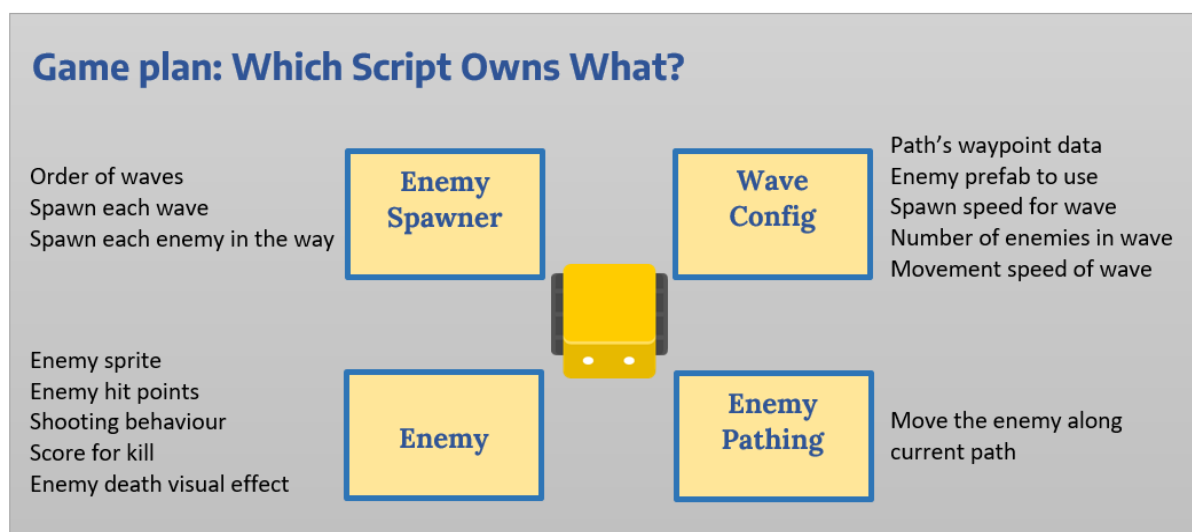 Game plan: Which Script Owns What?
Order of waves
Spawn each wave
Spawn each enemy in the way
Enemy
Spawner
Wave
Config
Path's waypoint data
Enemy prefab to use
Spawn speed for wave
Number of enemies in wave
Movement speed of wave
Enemy sprite
Enemy hit points
Shooting behaviour
Score for kill
Enemy death visual effect
Enemy
Enemy
Pathing
Move the enemy along
current path